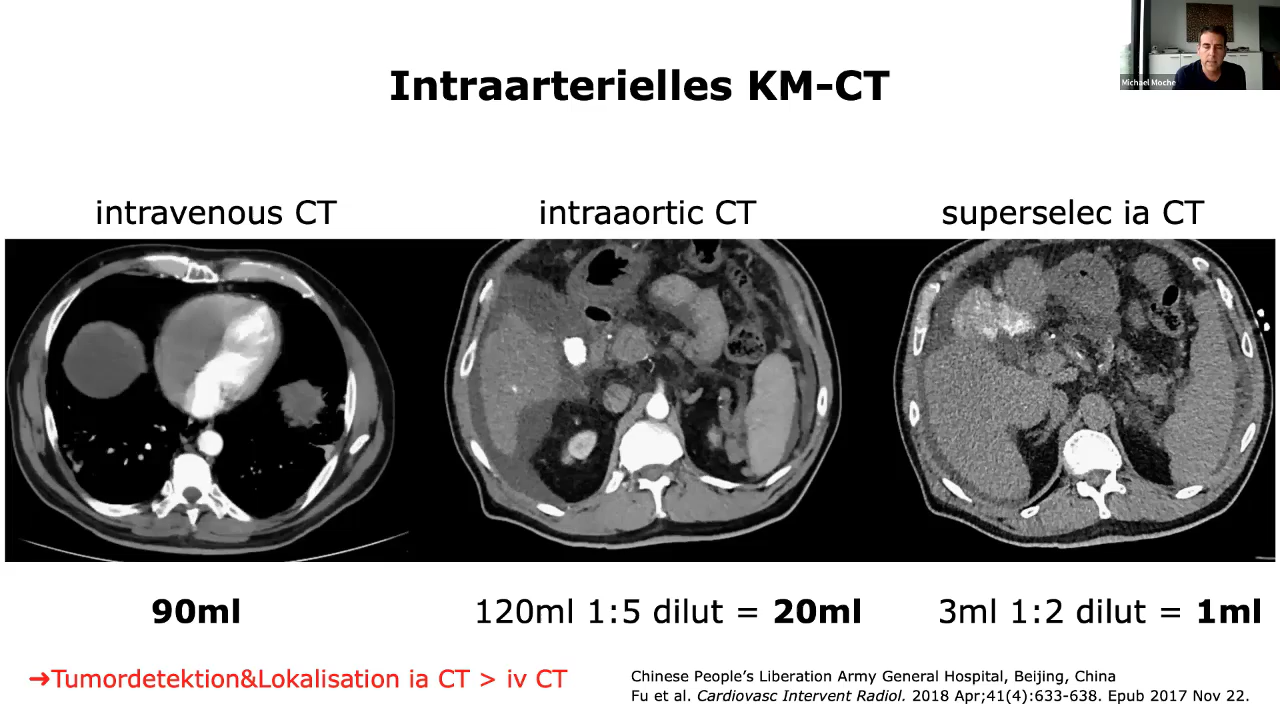 Michael Moche
Intraarterielles KM-CT
intravenous CT
intraaortic CT
superselec ia CT
90ml
120ml 1:5 dilut = 20ml
3ml 1:2 dilut = 1ml
➜Tumordetektion&Lokalisation ia CT > iv CT
Chinese People’s Liberation Army General Hospital, Beijing, China
Fu et al. Cardiovasc Intervent Radiol. 2018 Apr;41(4):633-638. Epub 2017 Nov 22.